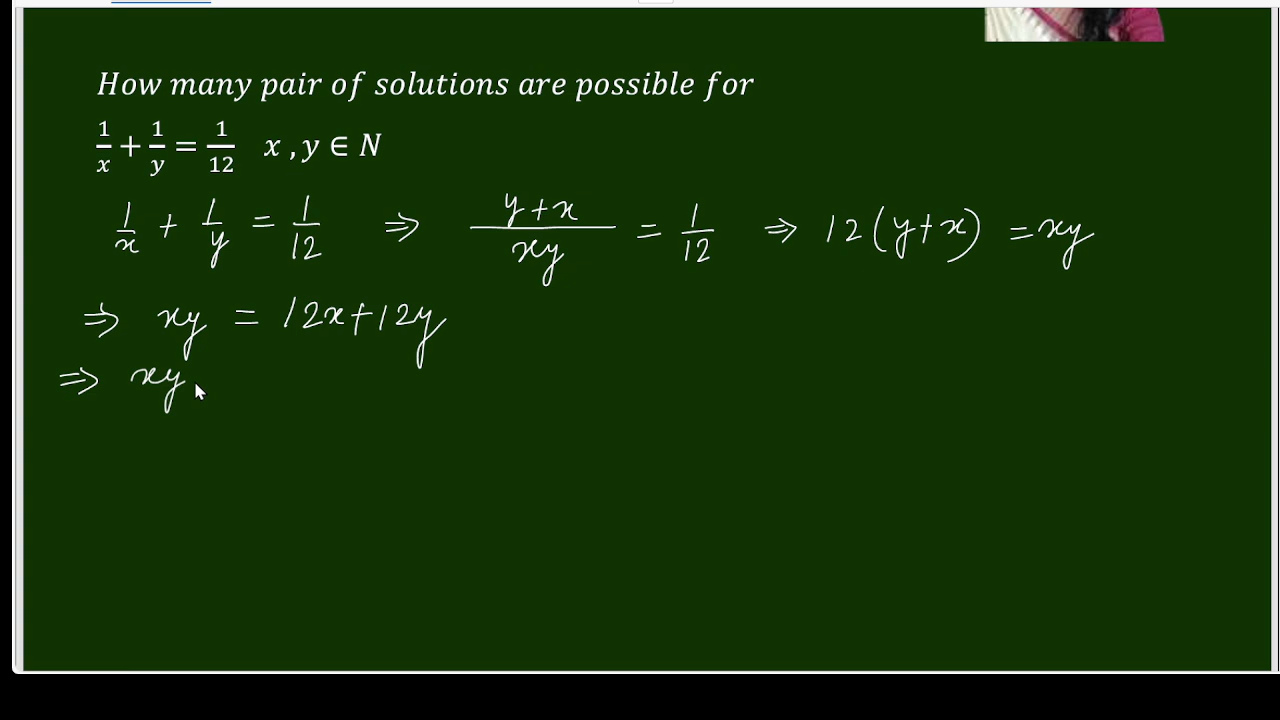 How many pair of solutions are possible for
1/x + 1/y = 1/12 x , y ∈ N
1/x + 1/y = 1/12 ⇒ y+x/xy = 1/12 ⇒ 12(y+x) = xy
⇒ xy = 12x+12y
⇒ xy